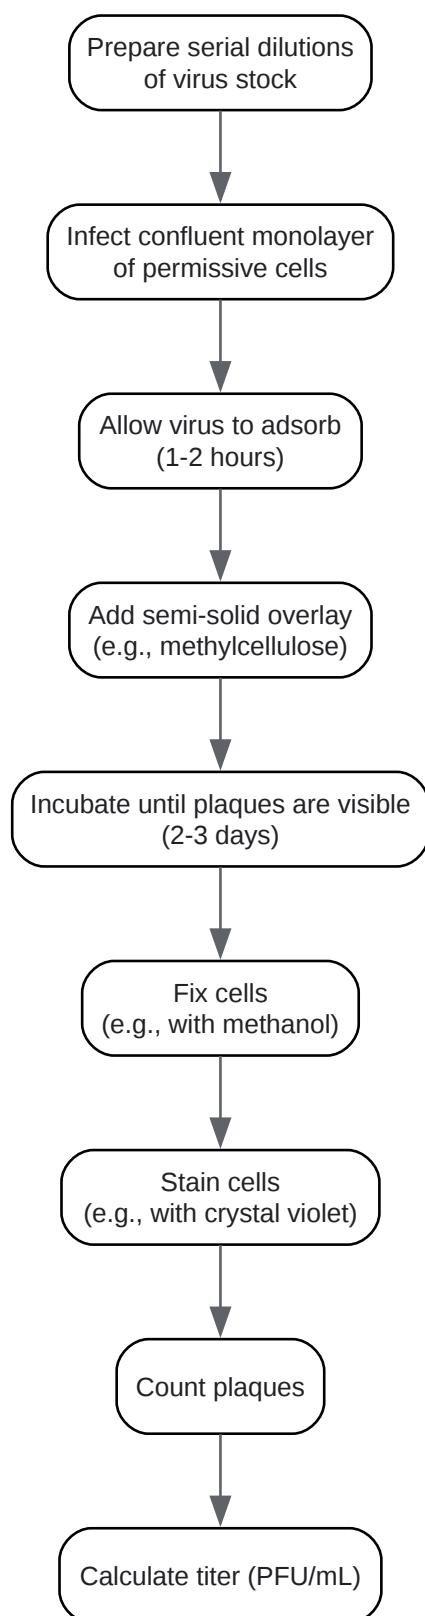 Prepare serial dilutions
of virus stock
Infect confluent monolayer
of permissive cells
Allow virus to adsorb
(1-2 hours)
Add semi-solid overlay
(e.g., methylcellulose)
Incubate until plaques are visible
(2-3 days)
Fix cells
(e.g., with methanol)
Stain cells
(e.g., with crystal violet)
Count plaques
Calculate titer (PFU/mL)